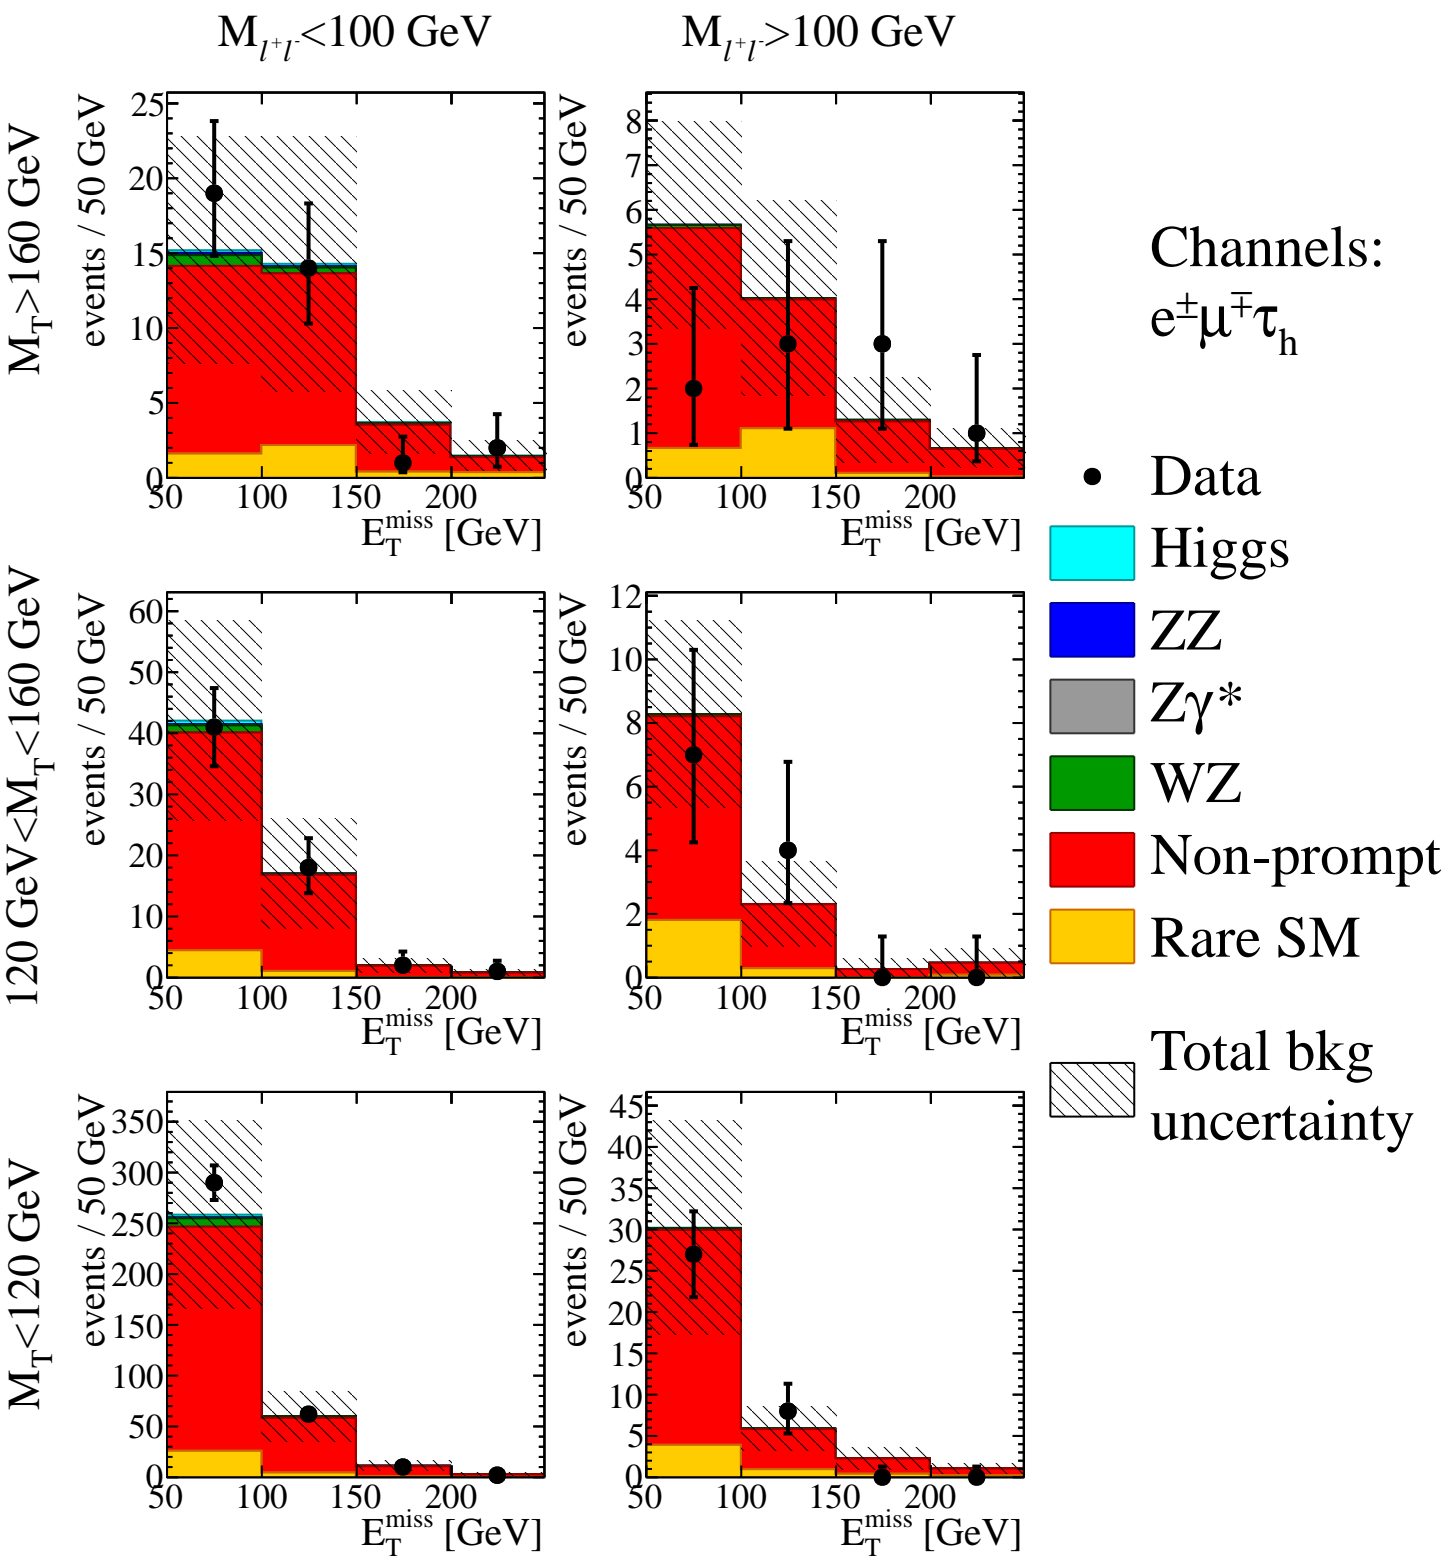 M_{l⁺l⁻}<100 GeV
M_{l⁺l⁻}>100 GeV
M_T>160 GeV
events / 50 GeV
25
20
15
10
5
0
50 100 150 200
E_T^{miss} [GeV]
events / 50 GeV
8
7
6
5
4
3
2
1
0
50 100 150 200
E_T^{miss} [GeV]
120 GeV<M_T<160 GeV
events / 50 GeV
60
50
40
30
20
10
0
50 100 150 200
E_T^{miss} [GeV]
events / 50 GeV
12
10
8
6
4
2
0
50 100 150 200
E_T^{miss} [GeV]
M_T<120 GeV
events / 50 GeV
350
300
250
200
150
100
50
0
50 100 150 200
E_T^{miss} [GeV]
events / 50 GeV
45
40
35
30
25
20
15
10
5
0
50 100 150 200
E_T^{miss} [GeV]
Channels:
e^±μ^∓τ_h
Data
Higgs
ZZ
Zγ*
WZ
Non-prompt
Rare SM
Total bkg
uncertainty